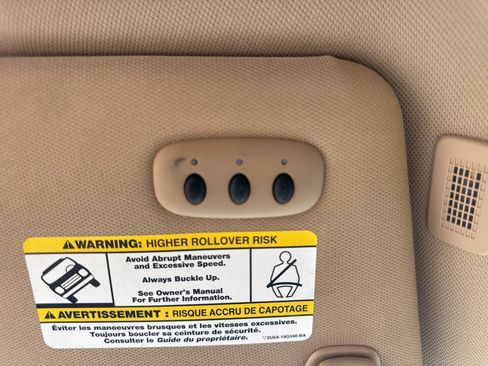 WARNING: HIGHER ROLLOVER RISK
Avoid Abrupt Maneuvers
and Excessive Speed.
Always Buckle Up.
See Owner's Manual
For Further Information.
AVERTISSEMENT : RISQUE ACCRU DE CAPOTAGE
Éviter les manoeuvres brusques et les vitesses excessives.
Toujours boucler sa ceinture de sécurité.
Consulter le Guide du propriétaire.